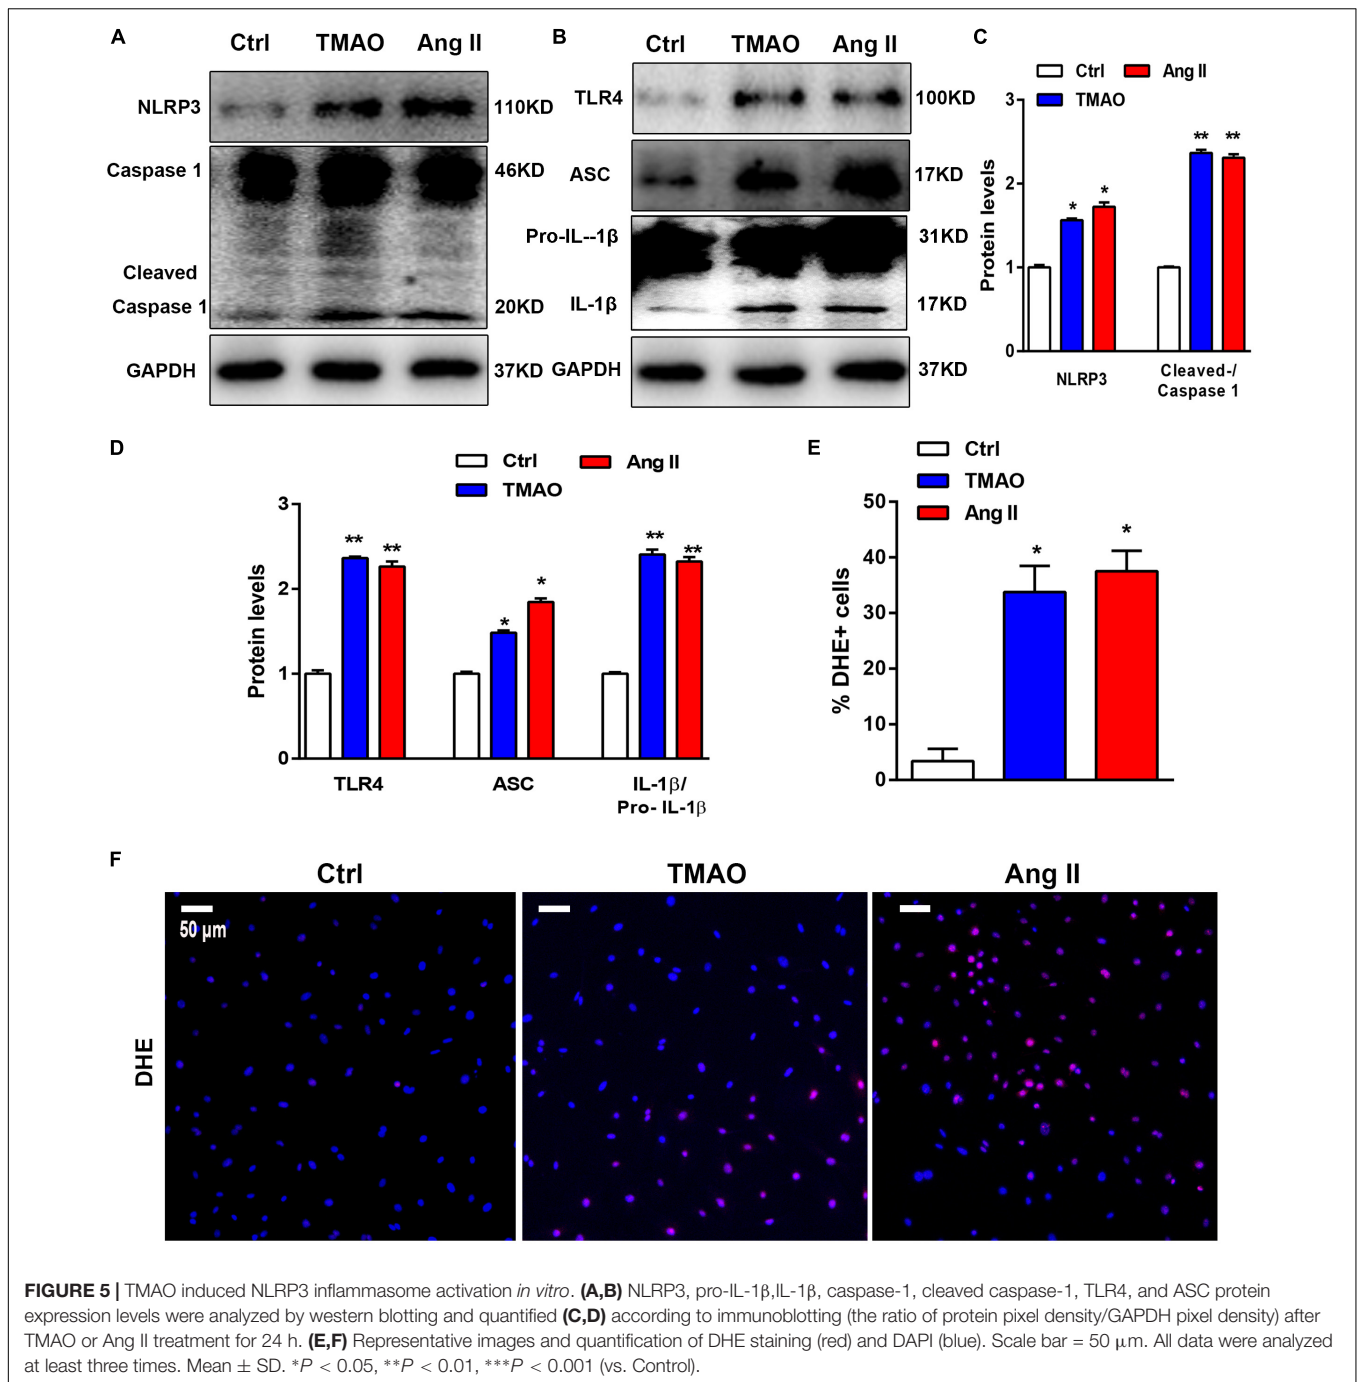 A
Ctrl TMAO Ang II
NLRP3 110KD
Caspase 1 46KD
Cleaved
Caspase 1 20KD
GAPDH 37KD
B
Ctrl TMAO Ang II
TLR4 100KD
ASC 17KD
Pro-IL--1β 31KD
IL-1β 17KD
GAPDH 37KD
C
Ctrl Ang II
TMAO
Protein levels
3
2
1
0
* * ** **
NLRP3 Cleaved-/
Caspase 1
D
Ctrl Ang II
TMAO
Protein levels
3
2
1
0
** ** * * ** **
TLR4 ASC IL-1β/
Pro- IL-1β
E
Ctrl
TMAO
Ang II
% DHE+ cells
50
40
30
20
10
0
* *
F
Ctrl TMAO Ang II
50 μm
DHE
FIGURE 5 | TMAO induced NLRP3 inflammasome activation in vitro. (A,B) NLRP3, pro-IL-1β,IL-1β, caspase-1, cleaved caspase-1, TLR4, and ASC protein
expression levels were analyzed by western blotting and quantified (C,D) according to immunoblotting (the ratio of protein pixel density/GAPDH pixel density) after
TMAO or Ang II treatment for 24 h. (E,F) Representative images and quantification of DHE staining (red) and DAPI (blue). Scale bar = 50 μm. All data were analyzed
at least three times. Mean ± SD. *P < 0.05, **P < 0.01, ***P < 0.001 (vs. Control).